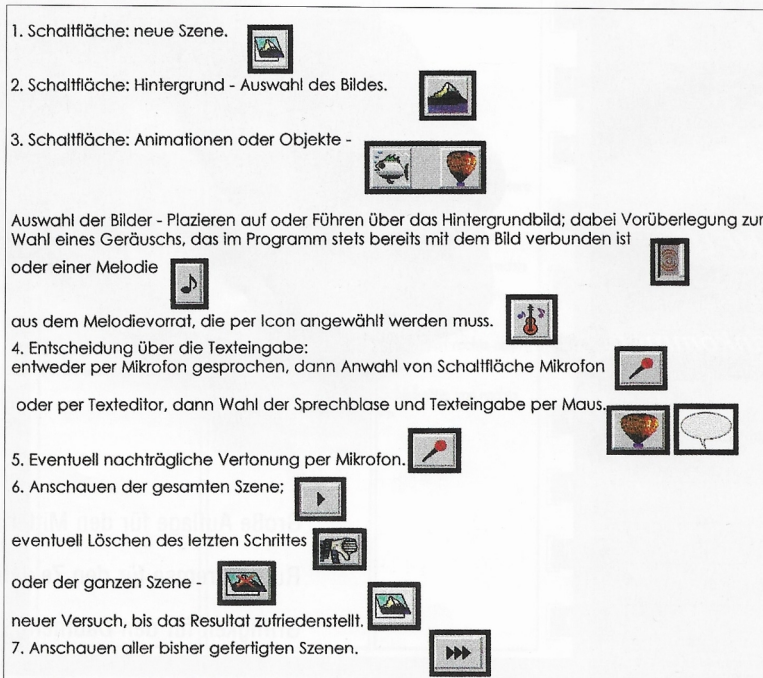 1. Schaltfläche: neue Szene.
2. Schaltfläche: Hintergrund - Auswahl des Bildes.
3. Schaltfläche: Animationen oder Objekte -
Auswahl der Bilder - Plazieren auf oder Führen über das Hintergrundbild; dabei Vorüberlegung zur
Wahl eines Geräuschs, das im Programm stets bereits mit dem Bild verbunden ist
oder einer Melodie
aus dem Melodievorrat, die per Icon angewählt werden muss.
4. Entscheidung über die Texteingabe:
entweder per Mikrofon gesprochen, dann Anwahl von Schaltfläche Mikrofon
oder per Texteditor, dann Wahl der Sprechblase und Texteingabe per Maus.
5. Eventuell nachträgliche Vertonung per Mikrofon.
6. Anschauen der gesamten Szene;
eventuell Löschen des letzten Schrittes
oder der ganzen Szene -
neuer Versuch, bis das Resultat zufriedenstellt.
7. Anschauen aller bisher gefertigten Szenen.